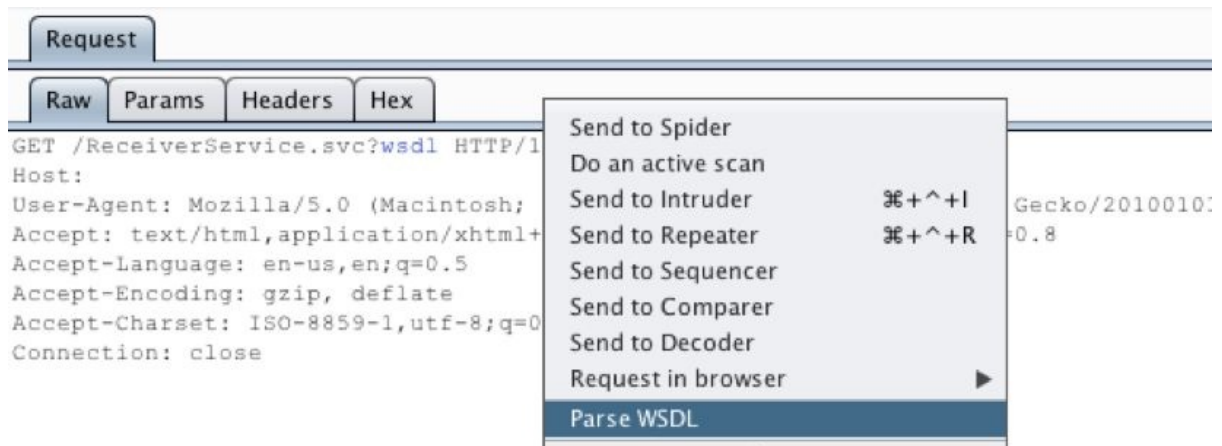 Request
Raw Params Headers Hex
GET /ReceiverService.svc?wsdl HTTP/1
Host:
User-Agent: Mozilla/5.0 (Macintosh; Gecko/20100101
Accept: text/html,application/xhtml+ =0.8
Accept-Language: en-us,en;q=0.5
Accept-Encoding: gzip, deflate
Accept-Charset: ISO-8859-1,utf-8;q=0
Connection: close
Send to Spider
Do an active scan
Send to Intruder ⌘+^+I
Send to Repeater ⌘+^+R
Send to Sequencer
Send to Comparer
Send to Decoder
Request in browser
Parse WSDL